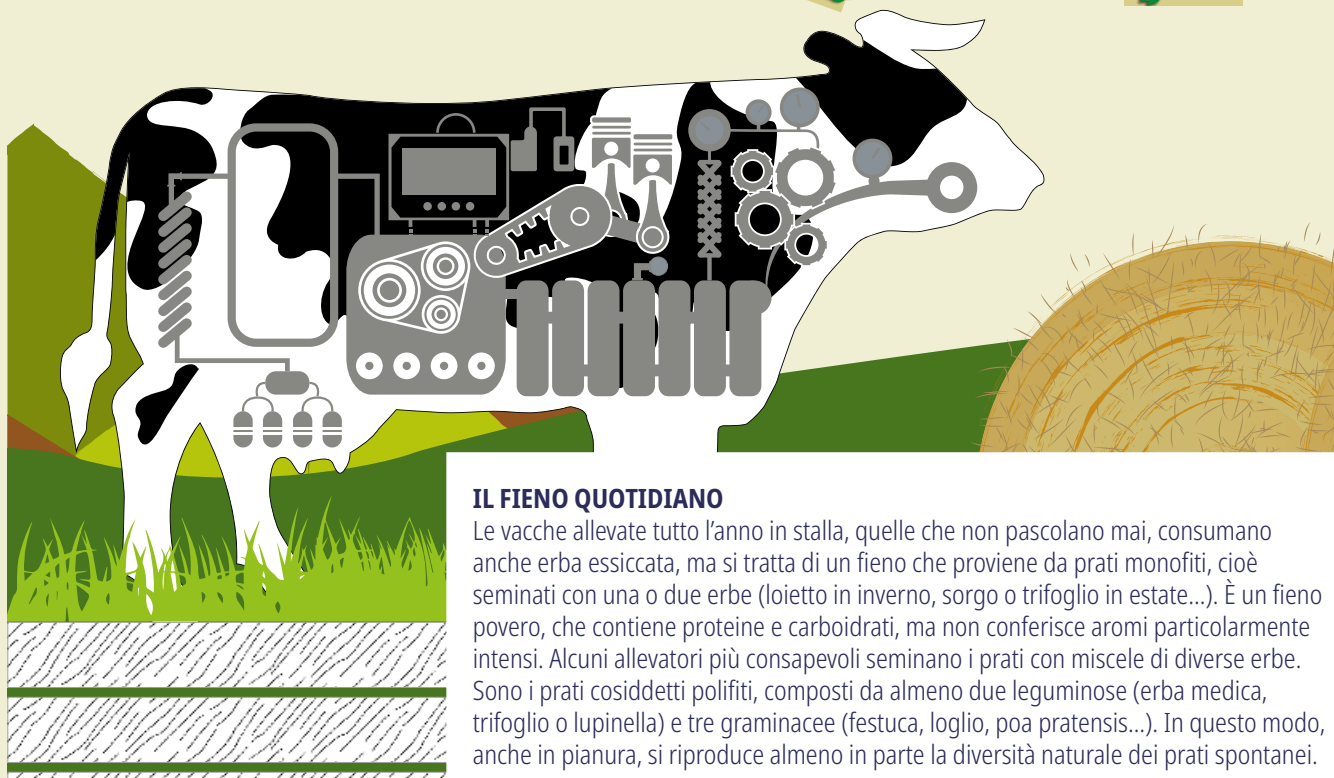 IL FIENO QUOTIDIANO
Le vacche allevate tutto l’anno in stalla, quelle che non pascolano mai, consumano
anche erba essiccata, ma si tratta di un fieno che proviene da prati monofiti, cioè
seminati con una o due erbe (loietto in inverno, sorgo o trifoglio in estate...). È un fieno
povero, che contiene proteine e carboidrati, ma non conferisce aromi particolarmente
intensi. Alcuni allevatori più consapevoli seminano i prati con miscele di diverse erbe.
Sono i prati cosiddetti polifiti, composti da almeno due leguminose (erba medica,
trifoglio o lupinella) e tre graminacee (festuca, loglio, poa pratensis...). In questo modo,
anche in pianura, si riproduce almeno in parte la diversità naturale dei prati spontanei.